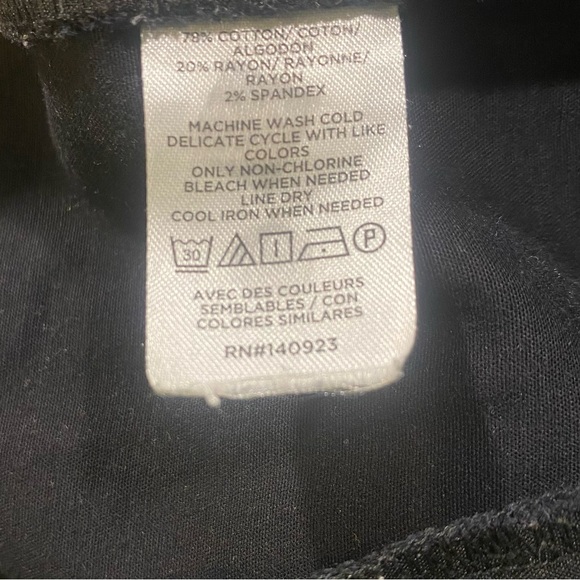 78% COTTON/ COTON/
ALGODON
20% RAYON/ RAYONNE/
RAYON
2% SPANDEX
MACHINE WASH COLD
DELICATE CYCLE WITH LIKE
COLORS
ONLY NON-CHLORINE
BLEACH WHEN NEEDED
LINE DRY
COOL IRON WHEN NEEDED
30 P
AVEC DES COULEURS
SEMBLABLES / CON
COLORES SIMILARES
RN#140923